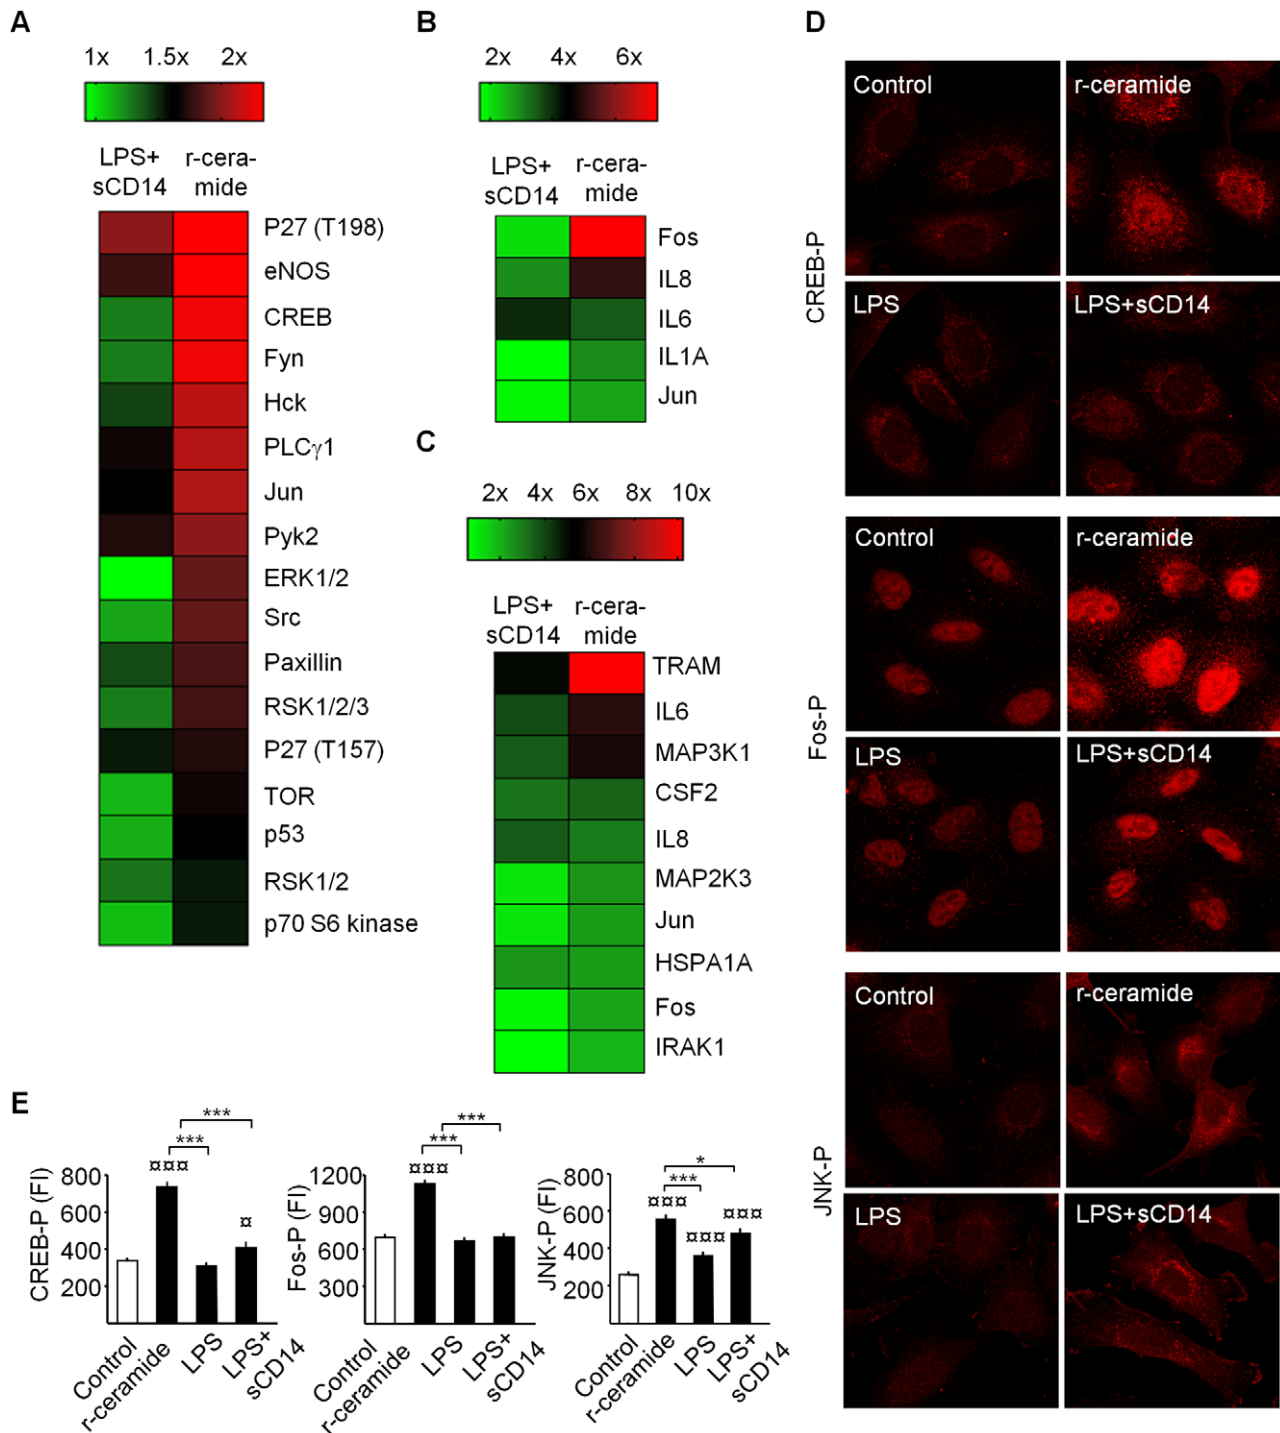 A
1x 1.5x 2x
LPS+
sCD14
r-cera-
mide
P27 (T198)
eNOS
CREB
Fyn
Hck
PLCγ1
Jun
Pyk2
ERK1/2
Src
Paxillin
RSK1/2/3
P27 (T157)
TOR
p53
RSK1/2
p70 S6 kinase
B
2x 4x 6x
LPS+
sCD14
r-cera-
mide
Fos
IL8
IL6
IL1A
Jun
C
2x 4x 6x 8x 10x
LPS+
sCD14
r-cera-
mide
TRAM
IL6
MAP3K1
CSF2
IL8
MAP2K3
Jun
HSPA1A
Fos
IRAK1
D
CREB-P
Control
r-ceramide
LPS
LPS+sCD14
Fos-P
Control
r-ceramide
LPS
LPS+sCD14
JNK-P
Control
r-ceramide
LPS
LPS+sCD14
E
CREB-P (FI)
800
600
400
200
¤¤¤
***
***
¤
Control
r-ceramide
LPS
LPS+
sCD14
Fos-P (FI)
1200
900
600
300
¤¤¤
***
***
Control
r-ceramide
LPS
LPS+
sCD14
JNK-P (FI)
800
600
400
200
¤¤¤
***
*
¤¤¤
¤¤¤
Control
r-ceramide
LPS
LPS+
sCD14